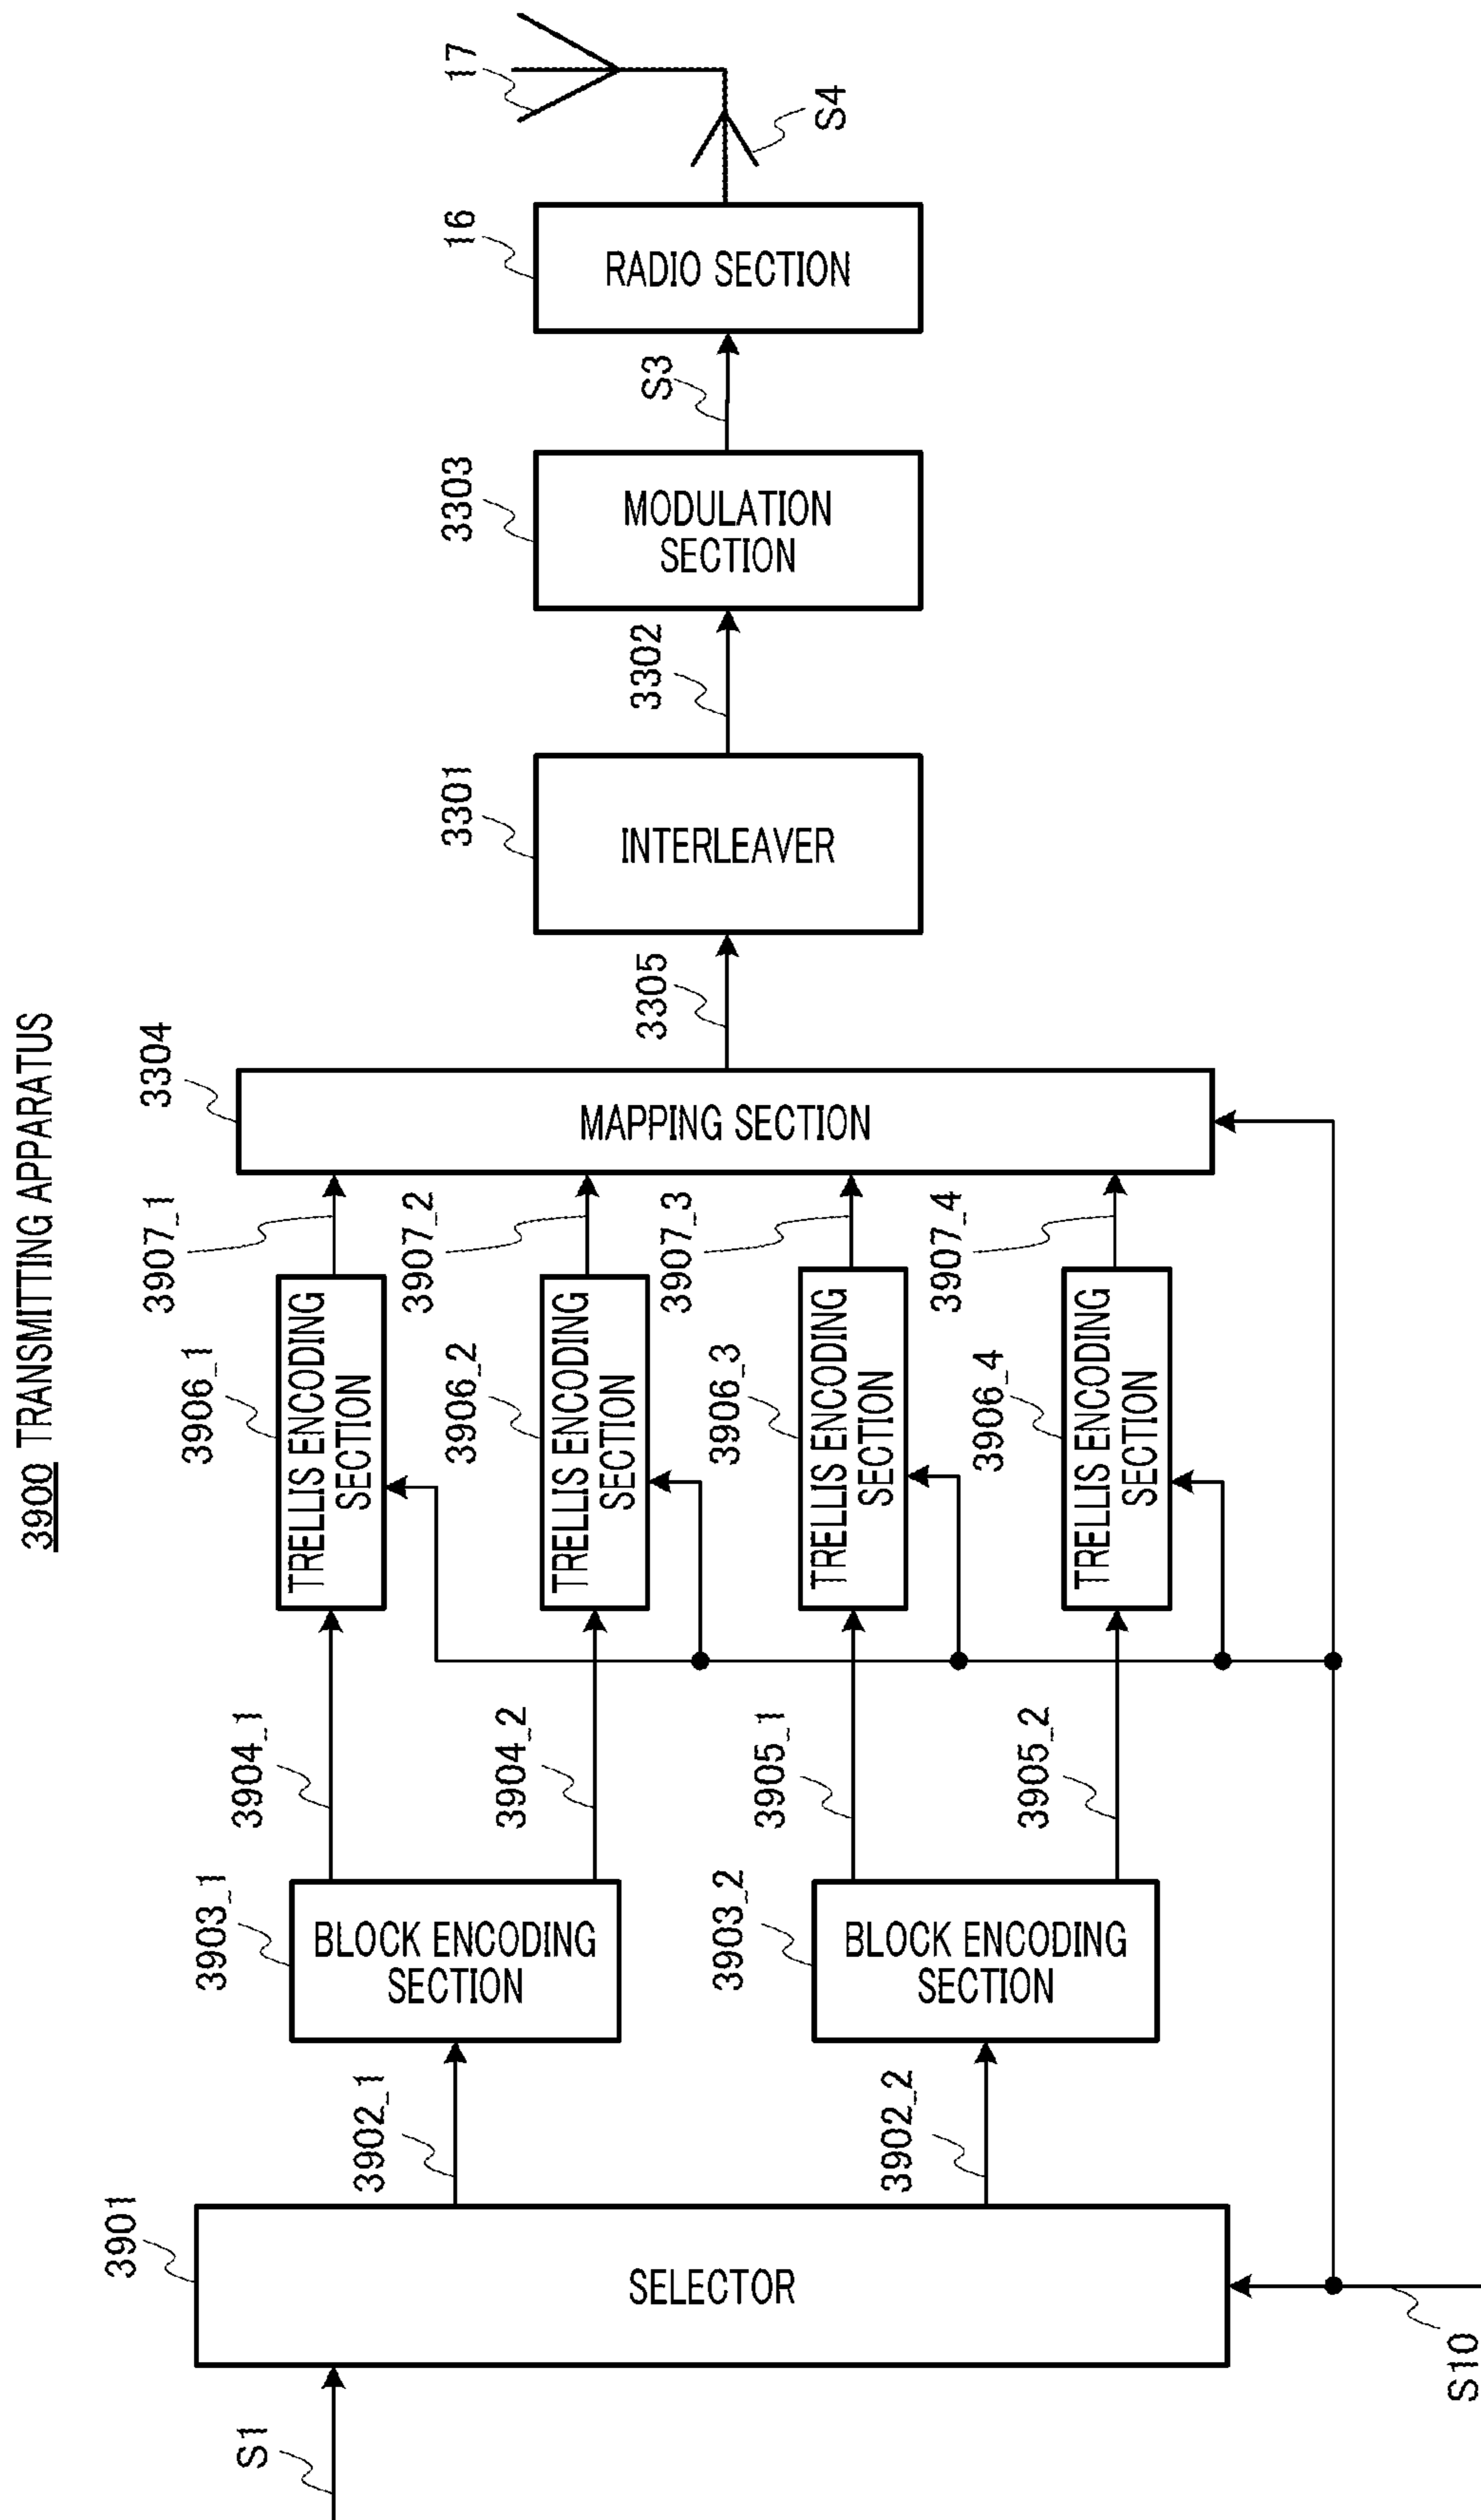 3900 TRANSMITTING APPARATUS
S1
3901
SELECTOR
S10
3902_1
3902_2
3903_1
BLOCK ENCODING
SECTION
3903_2
BLOCK ENCODING
SECTION
3904_1
3904_2
3905_1
3905_2
3906_1
TRELLIS ENCODING
SECTION
3906_2
TRELLIS ENCODING
SECTION
3906_3
TRELLIS ENCODING
SECTION
3906_4
TRELLIS ENCODING
SECTION
3907_1
3907_2
3907_3
3907_4
3304
MAPPING SECTION
3305
3301
INTERLEAVER
3302
3303
MODULATION
SECTION
S3
16
RADIO SECTION
S4
17